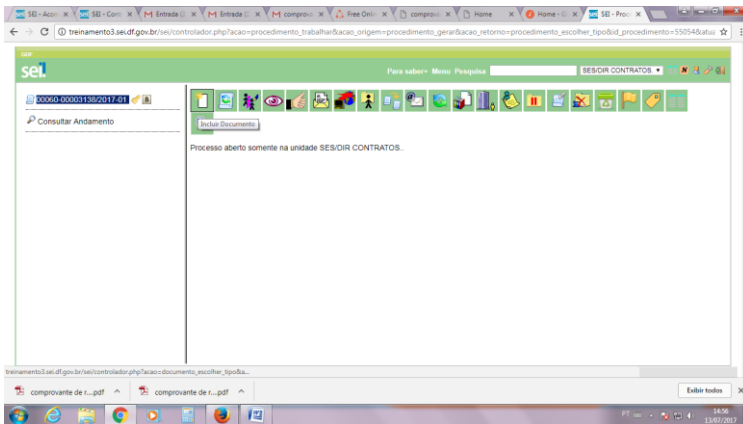 SEI - Acom
SEI - Com
M Entrada (
M Entrada (
M comprova
Free Onlin
comprova
Home
Home - G
SEI - Proc
treinamento3.sei.df.gov.br/sei/controlador.php?acao=procedimento_trabalhar&acao_origem=procedimento_gerar&acao_retorno=procedimento_escolher_tipo&id_procedimento=55054&atua
GDF
sei!
Para saber+ Menu Pesquisa
SES/DIR CONTRATOS
00060-00003138/2017-01
Consultar Andamento
Incluir Documento
Processo aberto somente na unidade SES/DIR CONTRATOS..
treinamento3.sei.df.gov.br/sei/controlador.php?acao=documento_escolher_tipo&a...
comprovante de r....pdf
comprovante de r....pdf
Exibir todos
PT
14:56
13/07/2017